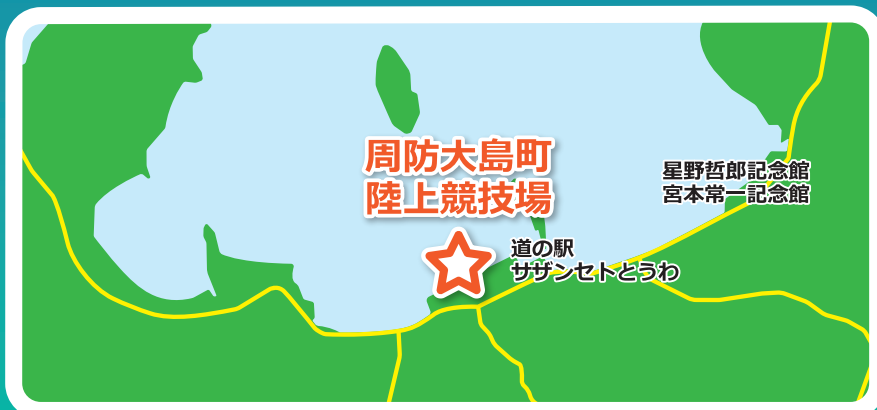 周防大島町
陸上競技場
星野哲郎記念館
宮本常一記念館
道の駅
サザンセトとうわ